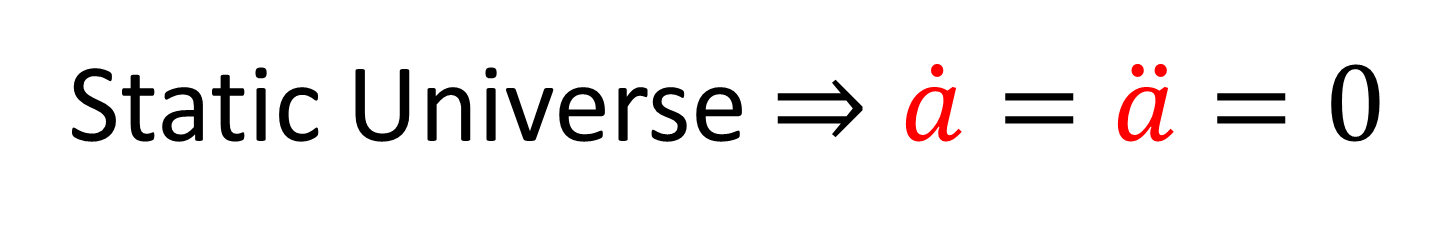 Static Universe ⇒ ȧ = ä = 0